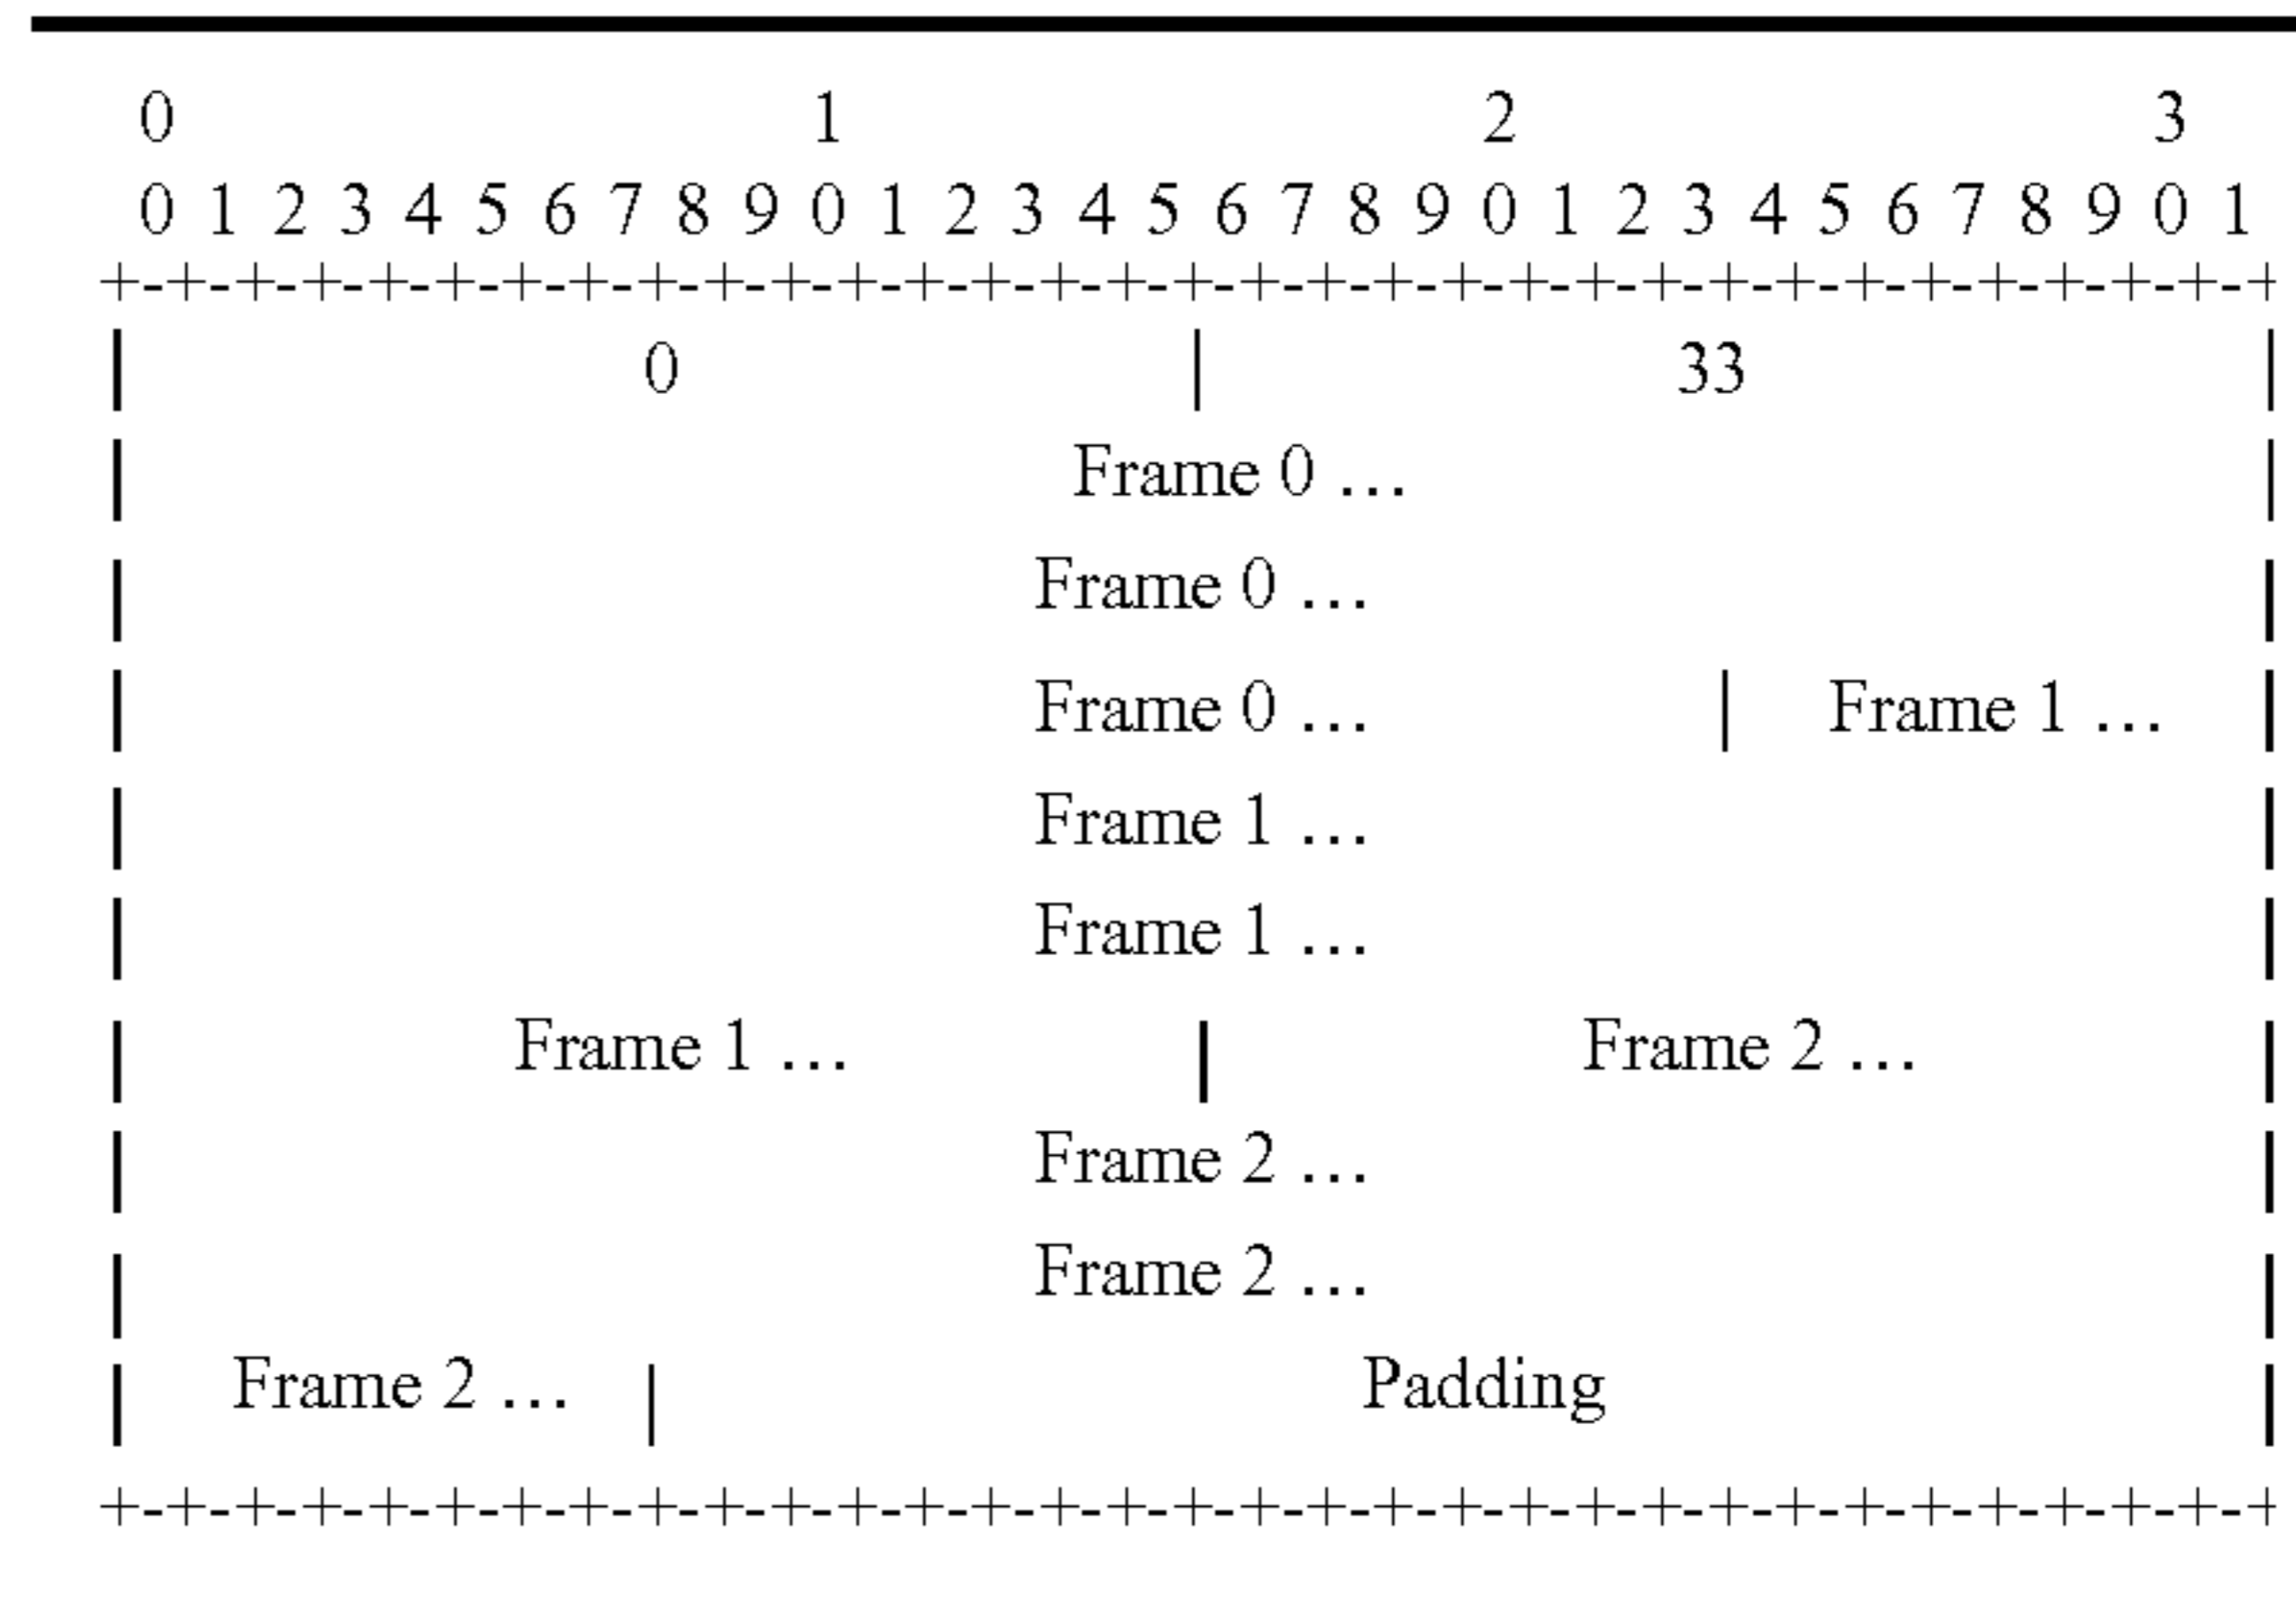 0 1 2 3
0 1 2 3 4 5 6 7 8 9 0 1 2 3 4 5 6 7 8 9 0 1 2 3 4 5 6 7 8 9 0 1
+-+-+-+-+-+-+-+-+-+-+-+-+-+-+-+-+-+-+-+-+-+-+-+-+-+-+-+-+-+-+-+-+
| 0 | 33 |
| Frame 0 ... |
| Frame 0 ... |
| Frame 0 ... | Frame 1 ... |
| Frame 1 ... |
| Frame 1 ... |
| Frame 1 ... | Frame 2 ... |
| Frame 2 ... |
| Frame 2 ... |
| Frame 2 ... | Padding |
+-+-+-+-+-+-+-+-+-+-+-+-+-+-+-+-+-+-+-+-+-+-+-+-+-+-+-+-+-+-+-+-+